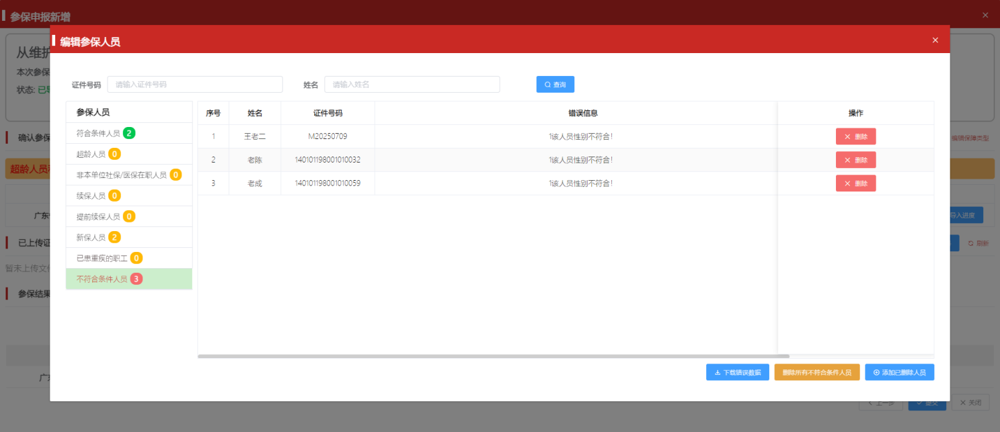 参保申报新增
编辑参保人员
从维护
本次参保
状态: 已导
证件号码 请输入证件号码 姓名 请输入姓名 查询
参保人员
符合条件人员 2
超龄人员 0
非本单位社保/医保在职人员 0
续保人员 0
提前续保人员 0
新保人员 2
已患重疾的职工 0
不符合条件人员 3
序号 姓名 证件号码 错误信息 操作
1 王老二 M20250709 1该人员性别不符合! 删除
2 老陈 140101198001010032 1该人员性别不符合! 删除
3 老成 140101198001010059 1该人员性别不符合! 删除
下载错误数据 删除所有不符合条件人员 添加已删除人员
确认参保
编辑保障类型
超龄人员
广东
导入进度
已上传证
刷新
暂未上传文件
参保结果
广东
上一步 提交 关闭